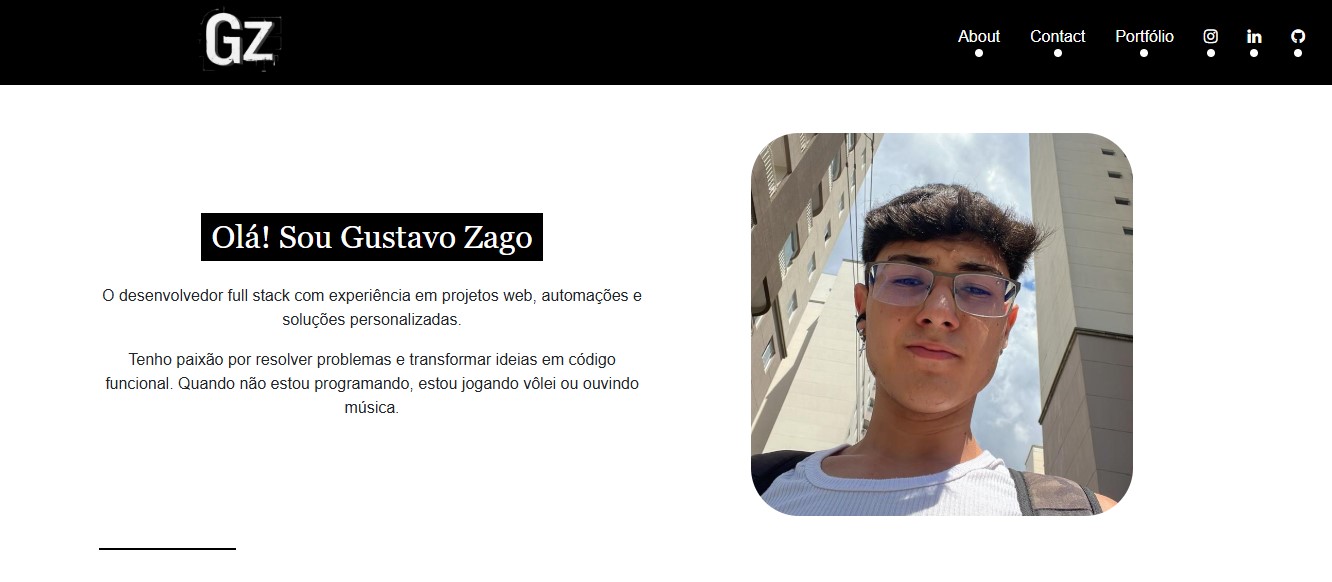 GZ
About Contact Portfólio
Olá! Sou Gustavo Zago
O desenvolvedor full stack com experiência em projetos web, automações e
soluções personalizadas.
Tenho paixão por resolver problemas e transformar ideias em código
funcional. Quando não estou programando, estou jogando vôlei ou ouvindo
música.